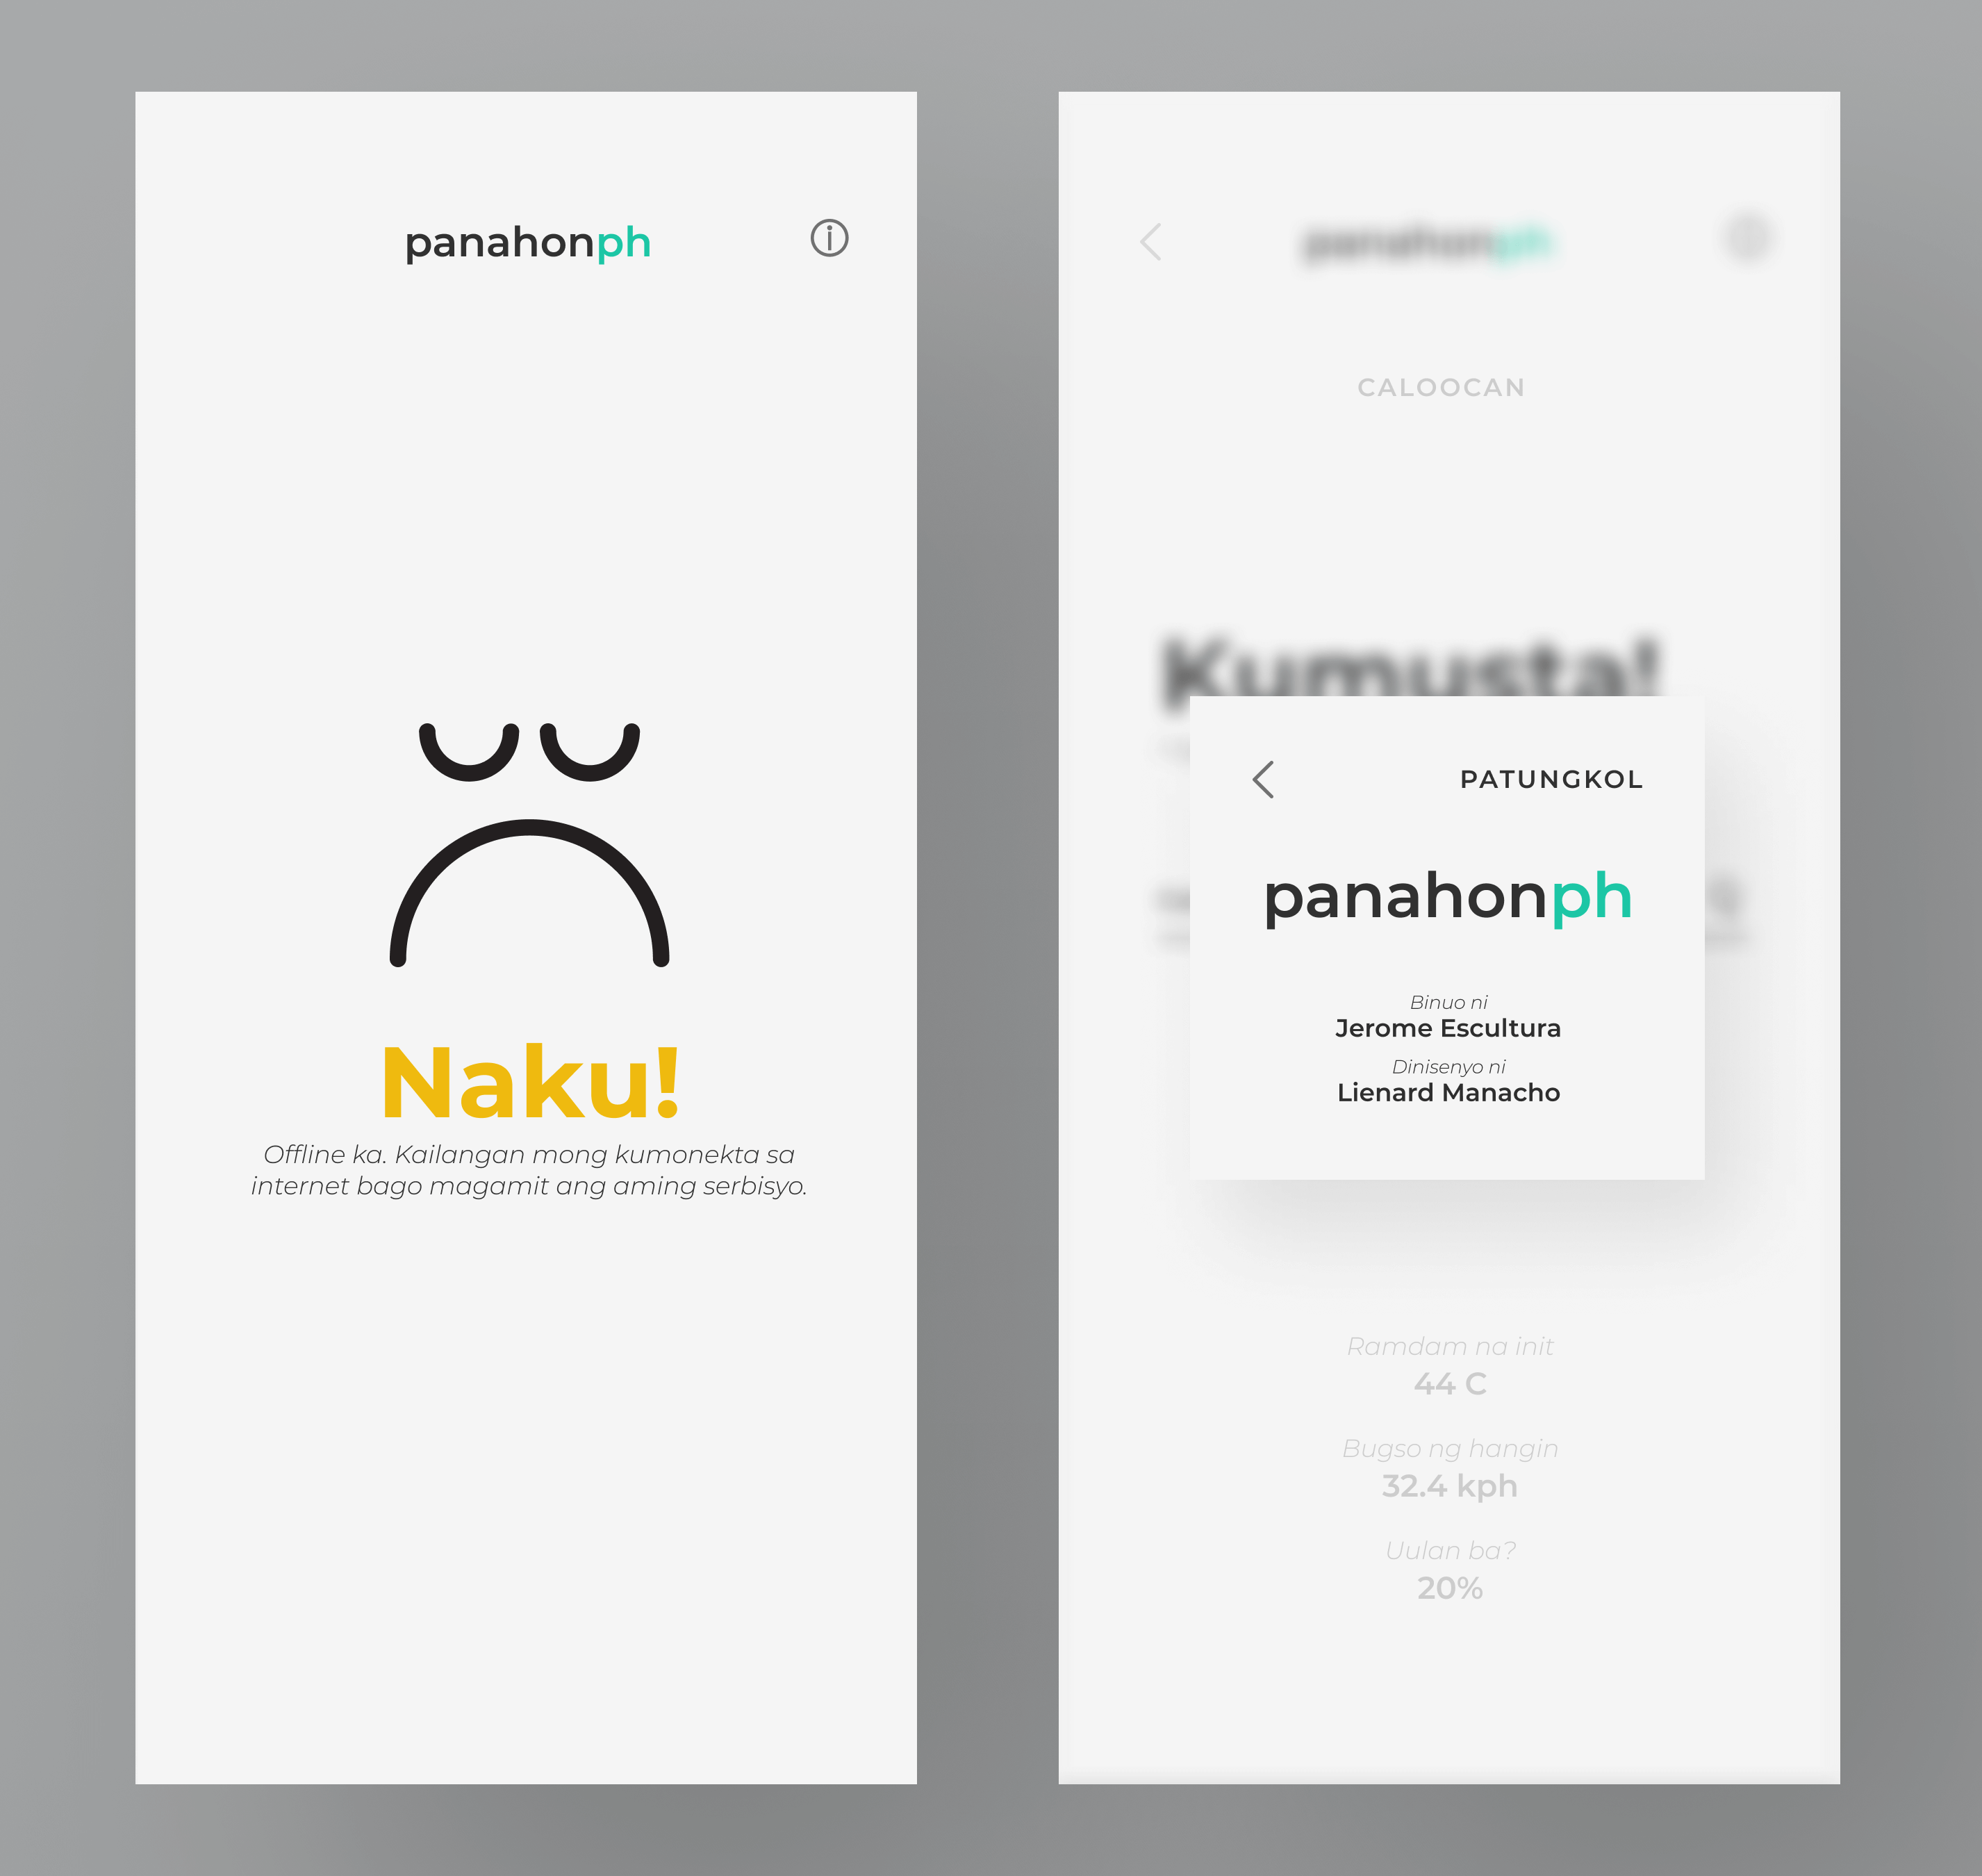 panahonph
Naku!
Offline ka. Kailangan mong kumonekta sa
internet bago magamit ang aming serbisyo.
panahonph
CALOOCAN
Kumusta!
PATUNGKOL
panahonph
Binuo ni
Jerome Escultura
Dinisenyo ni
Lienard Manacho
Ramdam na init
44 C
Bugso ng hangin
32.4 kph
Uulan ba?
20%